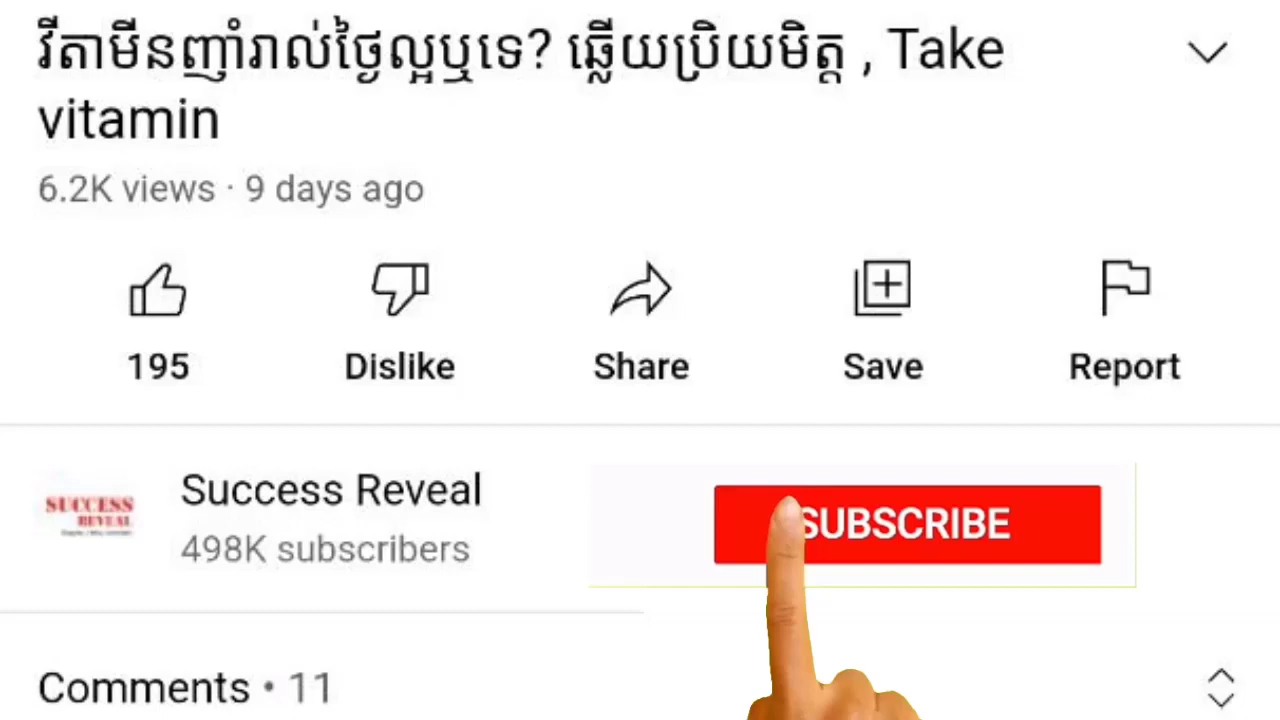 វីតាមីនញាំរាល់ថ្ងៃល្អឬទេ? ឆ្លើយប្រិយមិត្ត , Take
vitamin
6.2K views · 9 days ago
195 Dislike Share Save Report
SUCCESS
REVEAL
Success Reveal
498K subscribers
SUBSCRIBE
Comments • 11